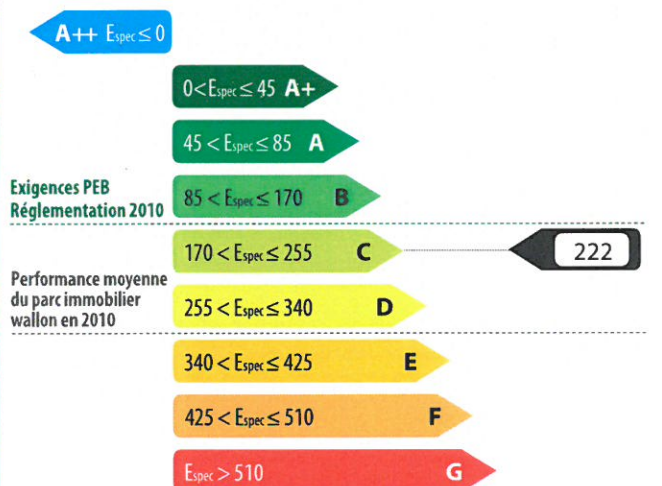 A++ Espec ≤ 0
0 < Espec ≤ 45 A+
45 < Espec ≤ 85 A
Exigences PEB
Réglementation 2010
85 < Espec ≤ 170 B
170 < Espec ≤ 255 C
222
Performance moyenne
du parc immobilier
wallon en 2010
255 < Espec ≤ 340 D
340 < Espec ≤ 425 E
425 < Espec ≤ 510 F
Espec > 510 G